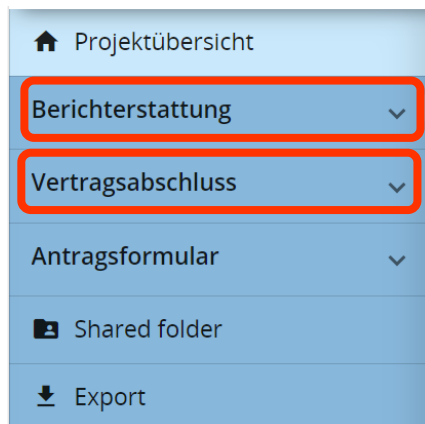 Projektübersicht
Berichterstattung
Vertragsabschluss
Antragsformular
Shared folder
Export